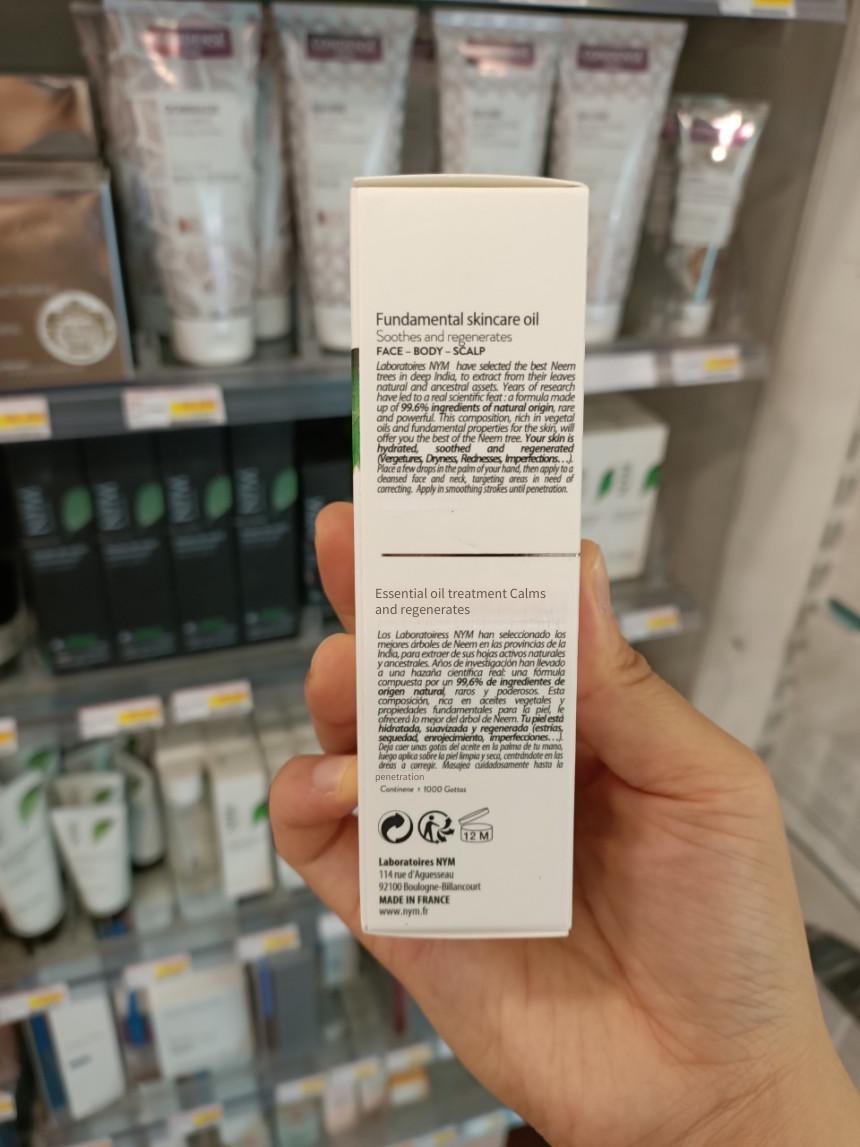 Fundamental skincare oil
Soothes and regenerates
FACE – BODY – SCALP
Laboratoires NYM have selected the best Neem
trees in deep India, to extract from their leaves
natural and ancestral assets. Years of research
have led to a real scientific feat : a formula made
up of 99.6% ingredients of natural origin, rare
and powerful. This composition, rich in vegetal
oils and fundamental properties for the skin, will
offer you the best of the Neem tree. Your skin is
hydrated, soothed and regenerated
(Vergetures, Dryness, Rednesses, Imperfections…).
Place a few drops in the palm of your hand, then apply to a
cleansed face and neck, targeting areas in need of
correcting. Apply in smoothing strokes until penetration.
Essential oil treatment Calms
and regenerates
Los Laboratoiress NYM han seleccionado los
mejores árboles de Neem en las provincias de la
India, para extraer de sus hojas activos naturales
y ancestrales. Años de investigación han llevado
a una hazaña científica real: una fórmula
compuesta por un 99,6% de ingredientes de
origen natural, raros y poderosos. Esta
composición, rica en aceites vegetales y
propiedades fundamentales para la piel, le
ofrecerá lo mejor del árbol de Neem. Tu piel está
hidratada, suavizada y regenerada (estrías,
sequedad, enrojecimiento, imperfecciones…).
Deja caer unas gotas del aceite en la palma de tu mano,
luego aplica sobre la piel limpia y seca, centrándote en las
áreas a corregir. Masajea cuidadosamente hasta la
penetration
Contiene + 1000 Gottas
12 M
Laboratoires NYM
114 rue d'Aguesseau
92100 Boulogne-Billancourt
MADE IN FRANCE
www.nym.fr
NYM
NYM
NYM
NYM